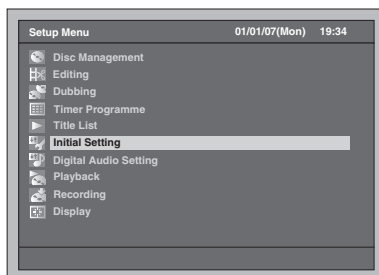 Setup Menu 01/01/07(Mon) 19:34
Disc Management
Editing
Dubbing
Timer Programme
Title List
Initial Setting
Digital Audio Setting
Playback
Recording
Display